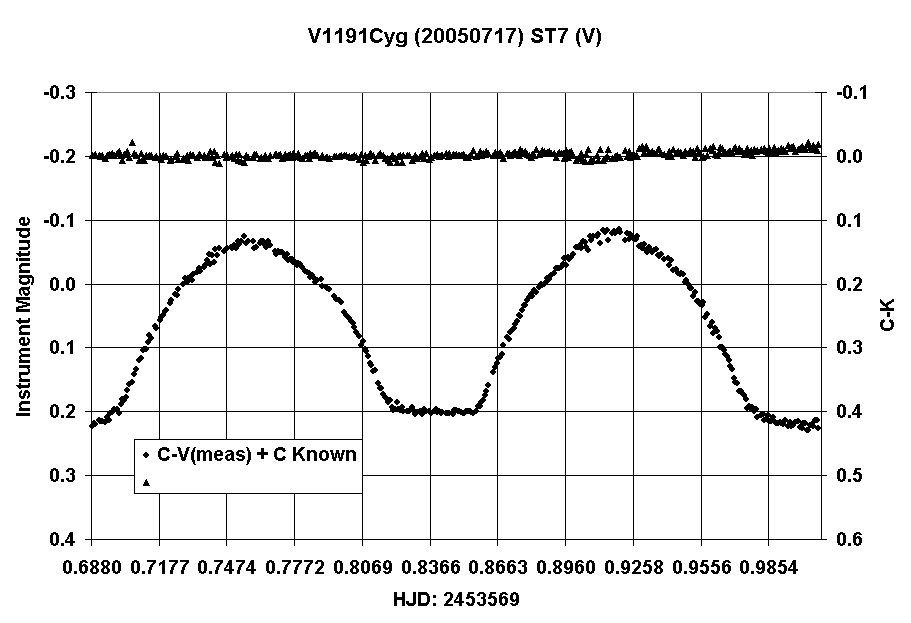 V1191Cyg (20050717) ST7 (V)
-0.3
-0.2
-0.1
0.0
0.1
0.2
0.3
0.4
Instrument Magnitude
-0.1
0.0
0.1
0.2
0.3
0.4
0.5
0.6
C-K
C-V(meas) + C Known
0.6880 0.7177 0.7474 0.7772 0.8069 0.8366 0.8663 0.8960 0.9258 0.9556 0.9854
HJD: 2453569